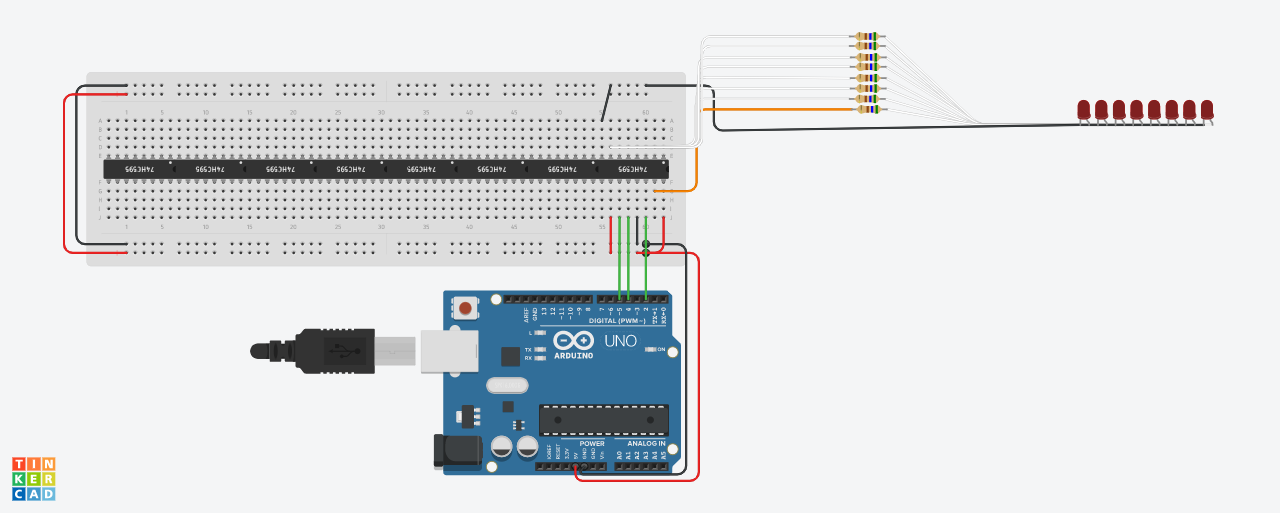 1 5 10 15 20 25 30 35 40 45 50 55 60
A
B
C
D
E
74HC595 74HC595 74HC595 74HC595 74HC595 74HC595 74HC595 74HC595
F
G
H
I
J
1 5 10 15 20 25 30 35 40 45 50 55 60
AREF GND 13 12 ~11 ~10 ~9 8 7 ~6 ~5 4 ~3 2 TX→1 RX←0
DIGITAL (PWM~)
L
TX
RX
UNO
ON
ARDUINO
POWER ANALOG IN
IOREF RESET 3.3V 5V GND GND Vin A0 A1 A2 A3 A4 A5
TIN
KER
CAD